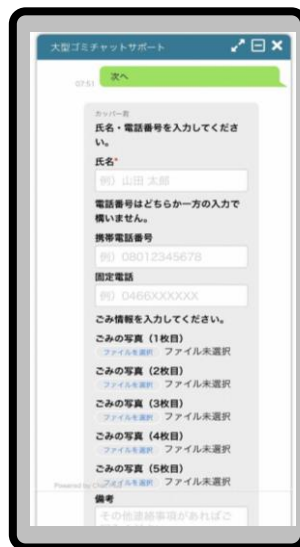 大型ゴミチャットサポート
次へ
07:51
カッパー君
氏名・電話番号を入力してくださ
い。
氏名*
例）山田 太郎
電話番号はどちらか一方の入力で
構いません。
携帯電話番号
例）08012345678
固定電話
例）0466XXXXXX
ごみ情報を入力してください。
ごみの写真（1枚目）
ファイルを選択 ファイル未選択
ごみの写真（2枚目）
ファイルを選択 ファイル未選択
ごみの写真（3枚目）
ファイルを選択 ファイル未選択
ごみの写真（4枚目）
ファイルを選択 ファイル未選択
ごみの写真（5枚目）
ファイルを選択 ファイル未選択
Powered by
備考
その他連絡事項があればご